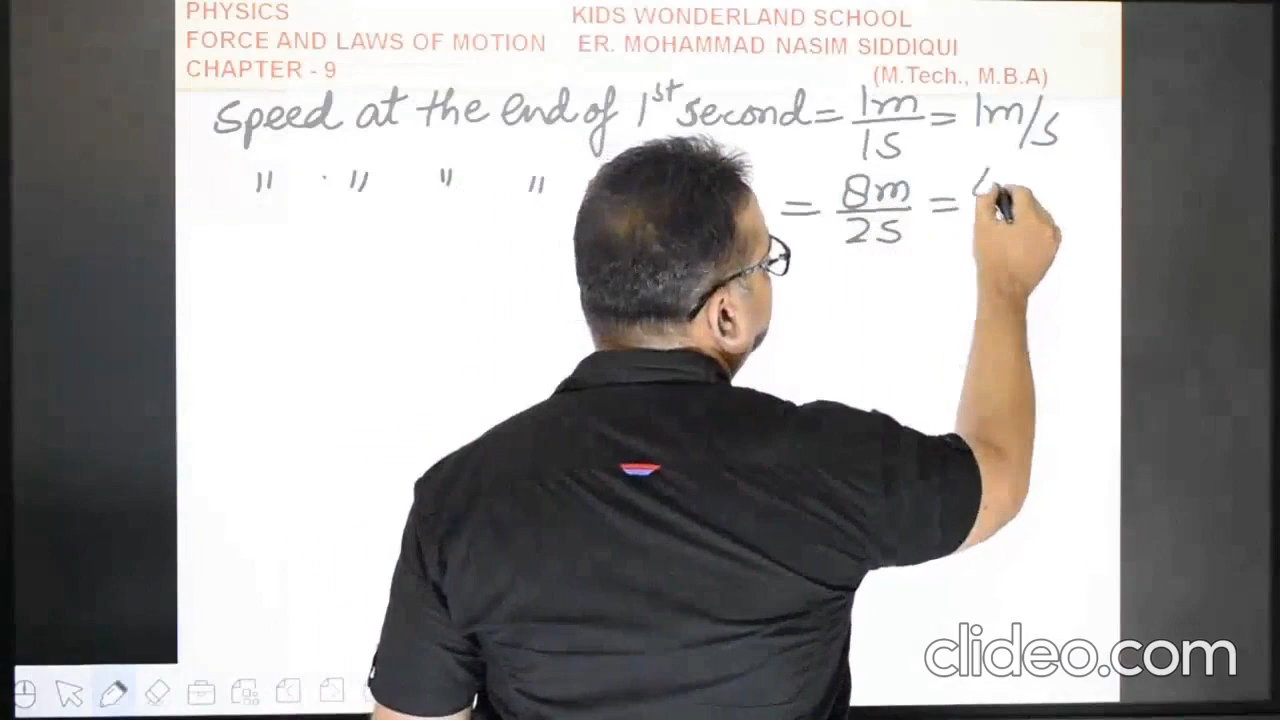 PHYSICS KIDS WONDERLAND SCHOOL
FORCE AND LAWS OF MOTION ER. MOHAMMAD NASIM SIDDIQUI
CHAPTER - 9 (M.Tech., M.B.A)
Speed at the end of 1st second = 1m/1s = 1m/s
" " " " = 8m/2s =
clideo.com